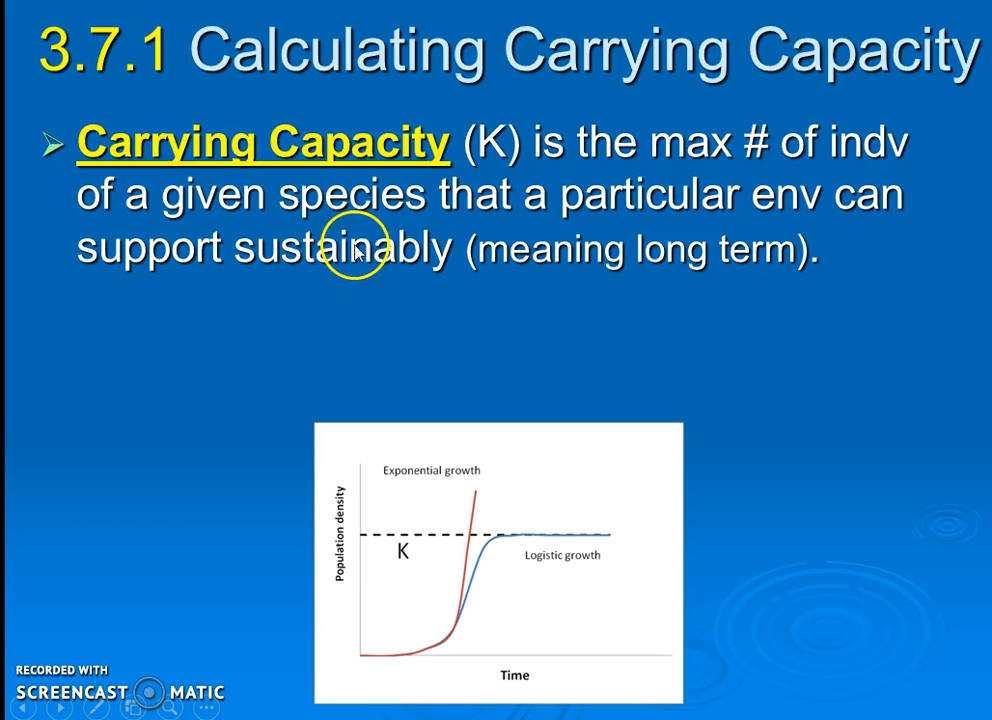 3.7.1 Calculating Carrying Capacity
Carrying Capacity (K) is the max # of indv
of a given species that a particular env can
support sustainably (meaning long term).
Exponential growth
Population density
K
Logistic growth
Time
RECORDED WITH
SCREENCAST MATIC